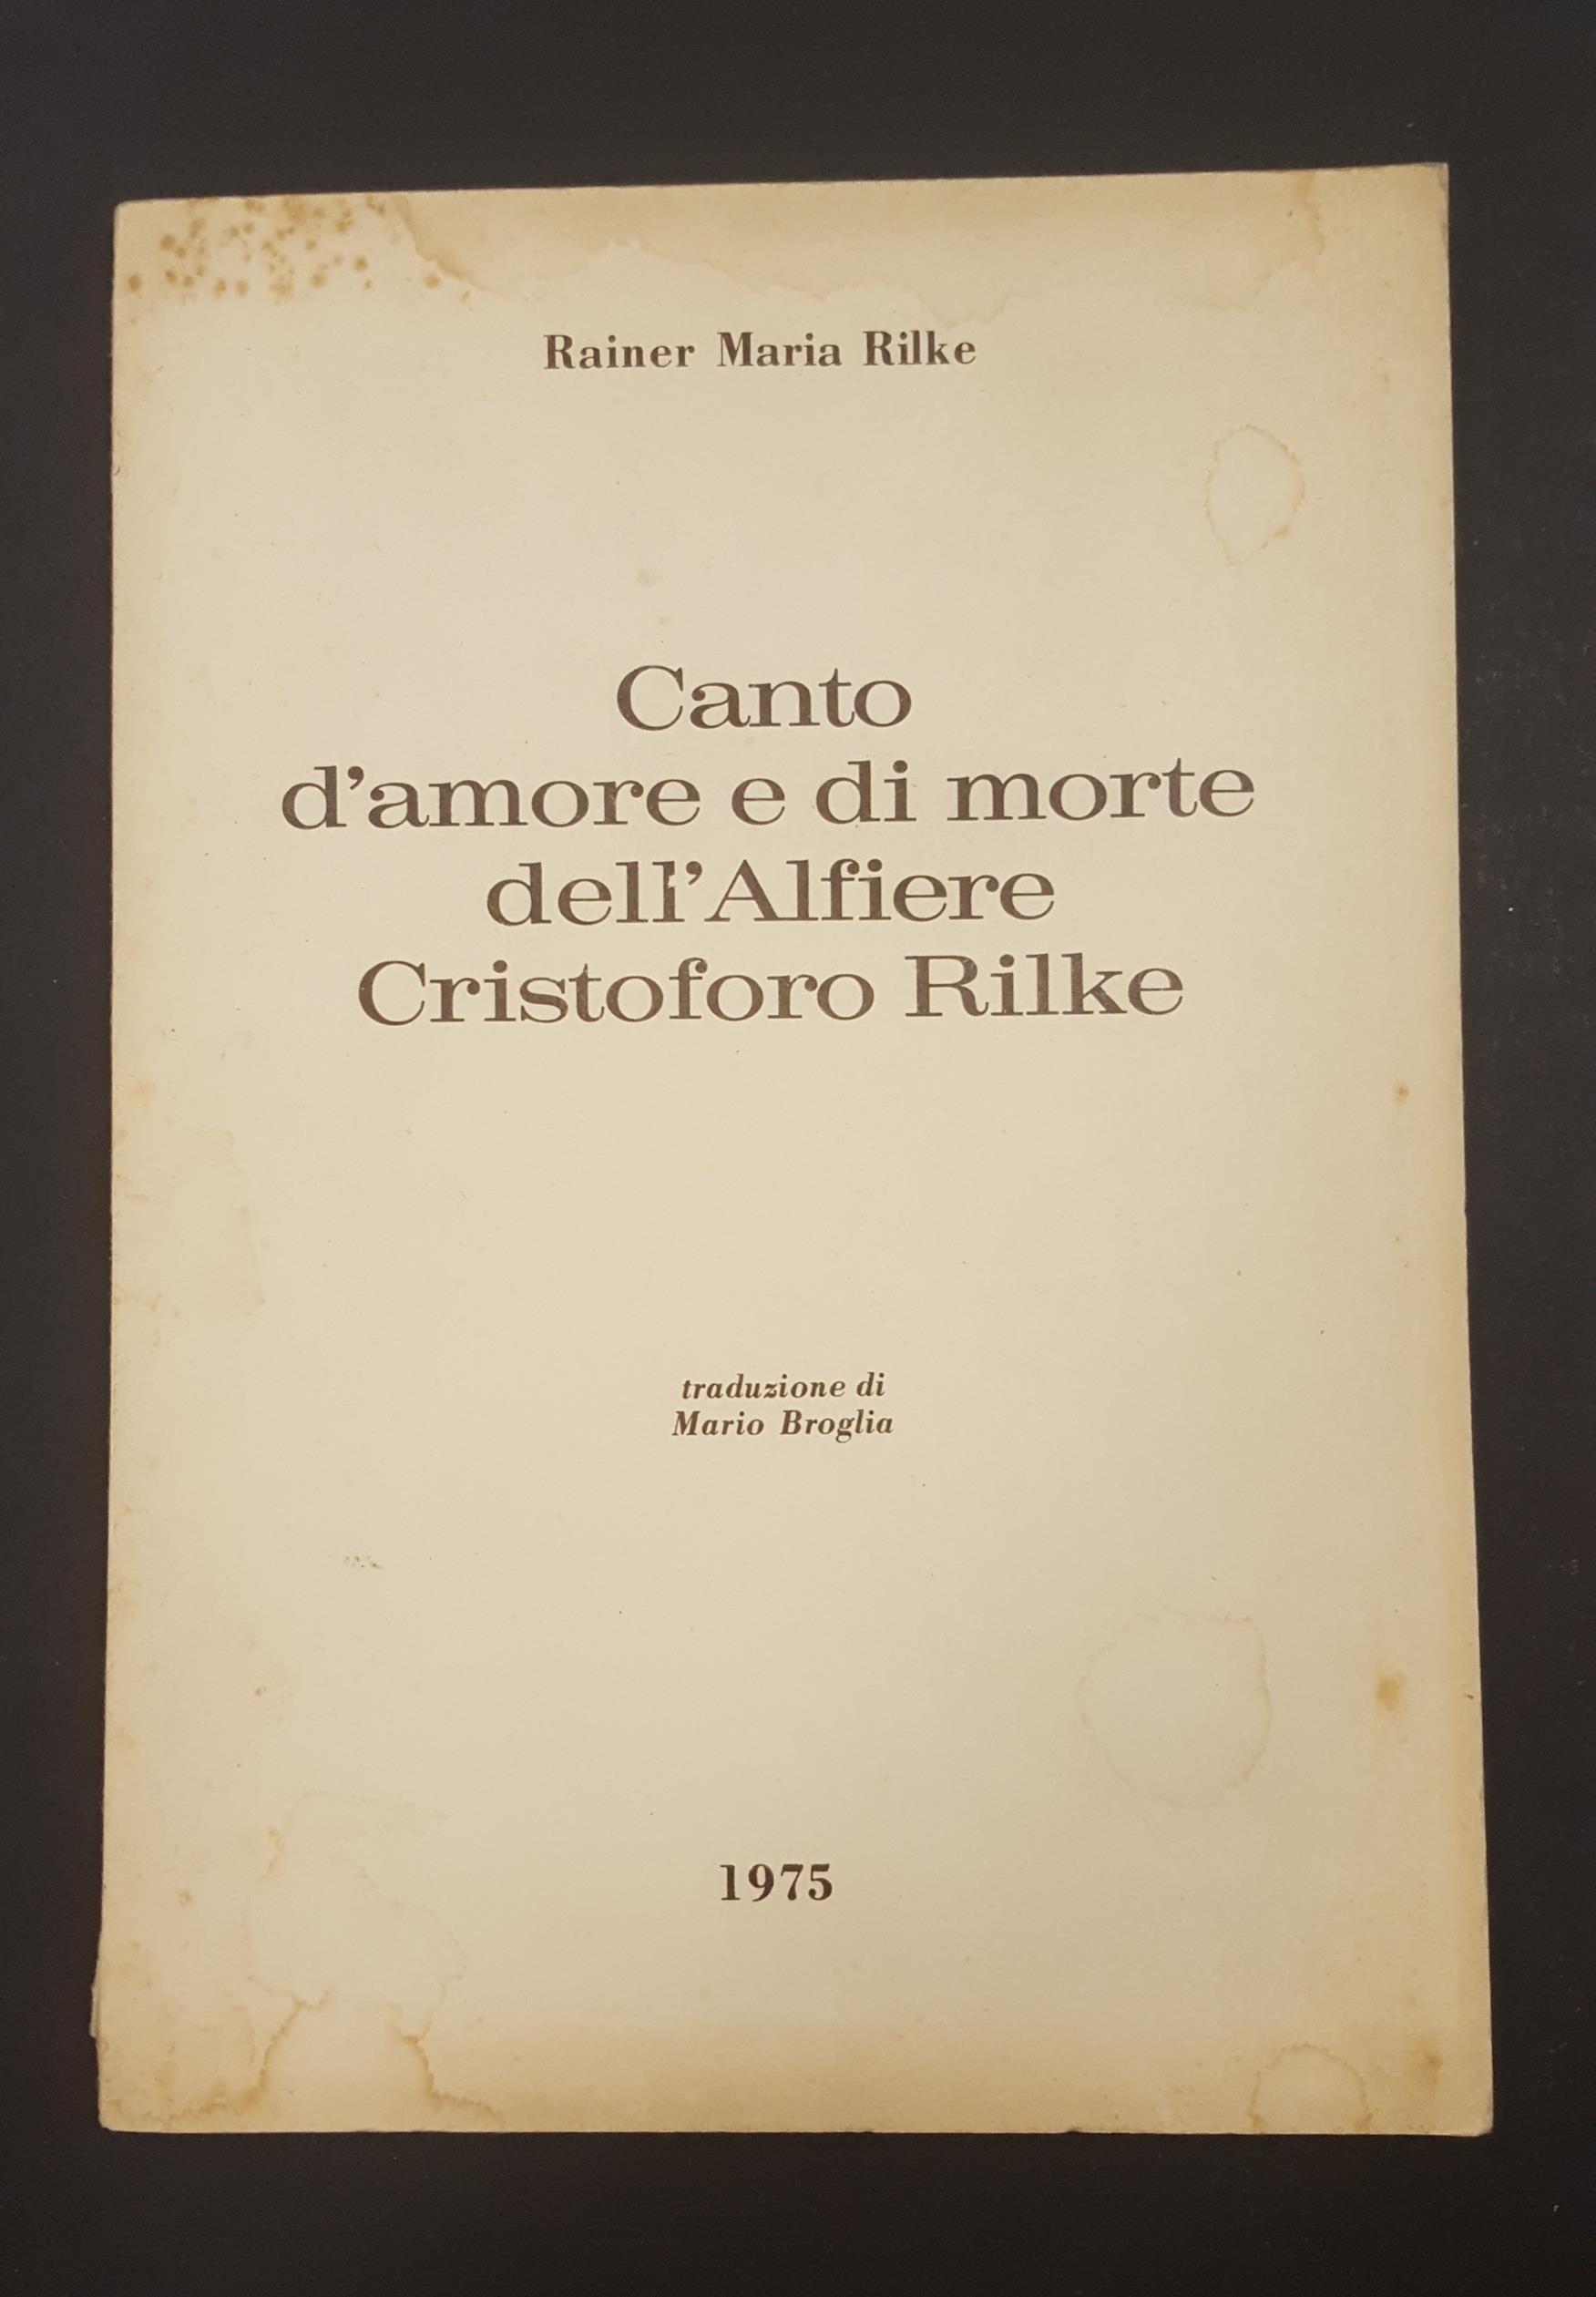 Rainer Maria Rilke
Canto
d'amore e di morte
dell'Alfiere
Cristoforo Rilke
traduzione di
Mario Broglia
1975